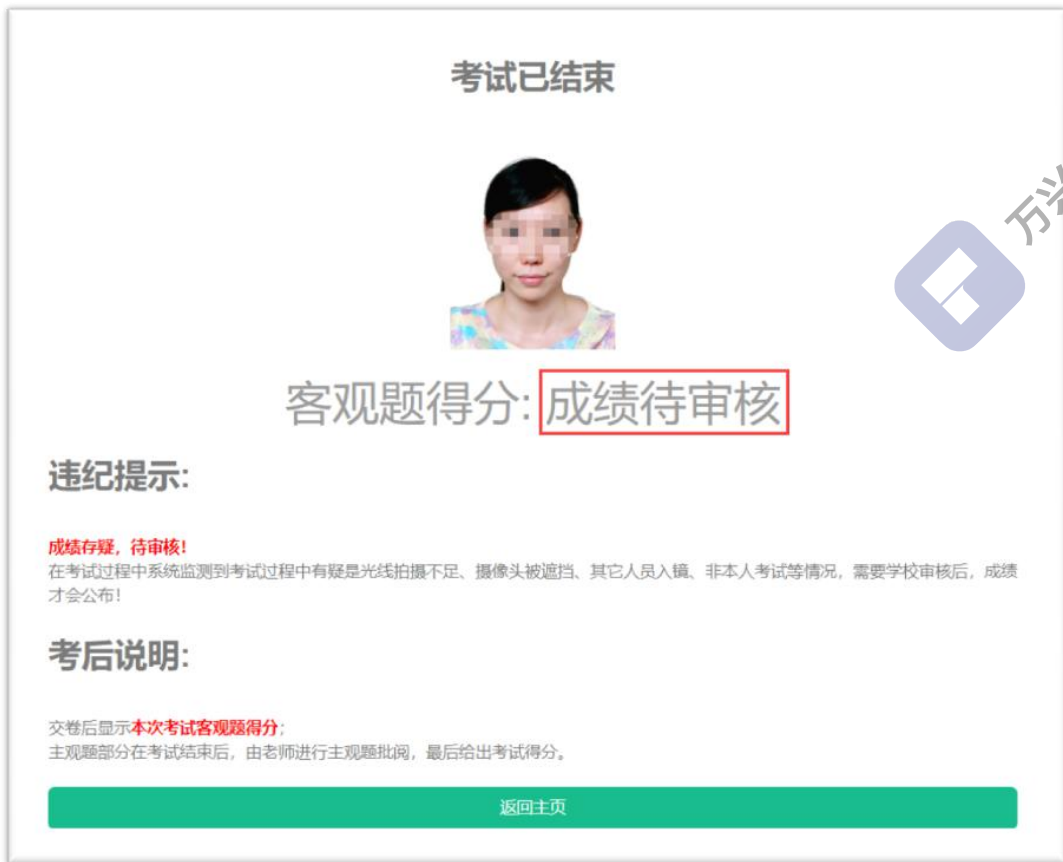 考试已结束
万兴
客观题得分: 成绩待审核
违纪提示:
成绩存疑，待审核！
在考试过程中系统监测到考试过程中有疑是光线拍摄不足、摄像头被遮挡、其它人员入镜、非本人考试等情况，需要学校审核后，成绩
才会公布！
考后说明:
交卷后显示本次考试客观题得分；
主观题部分在考试结束后，由老师进行主观题批阅，最后给出考试得分。
返回主页